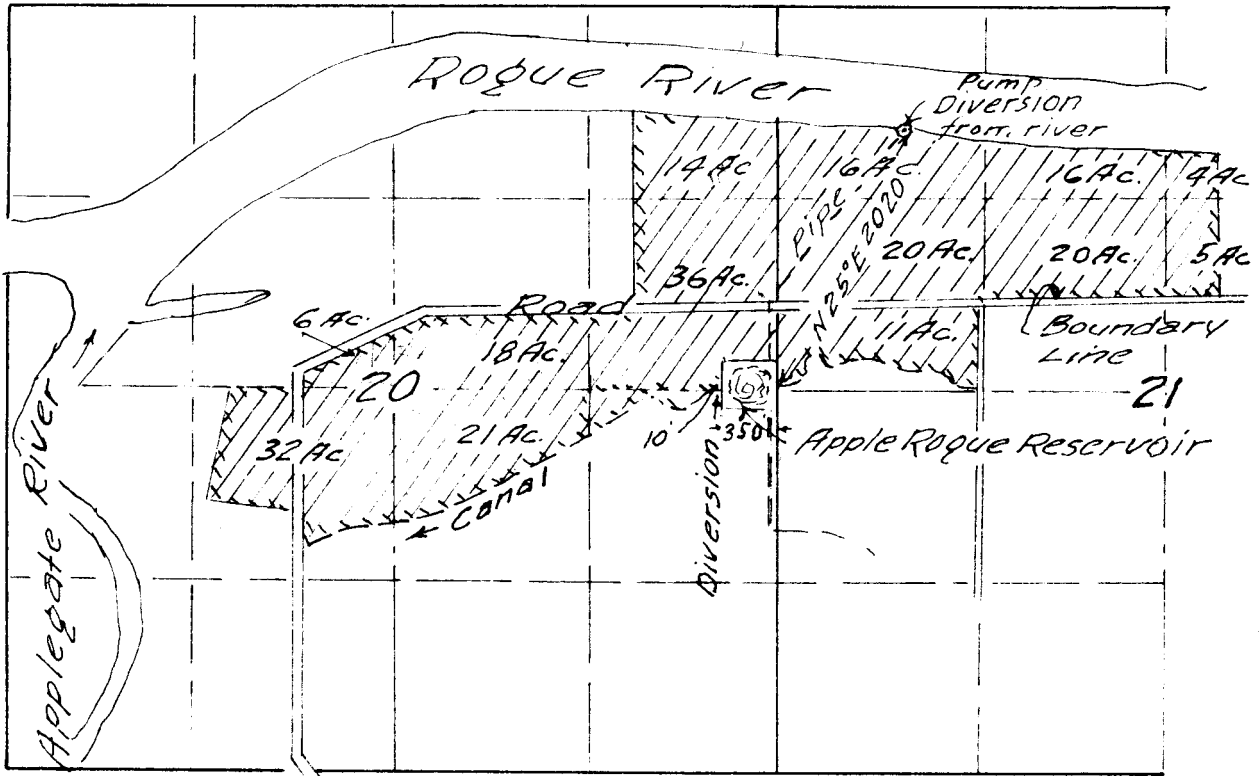 Rogue River
Pump
Diversion
from river
14 Ac
16 Ac.
16 Ac.
4 Ac
Pipe
N25°E 2020
20 Ac.
20 Ac.
5 Ac
36 Ac.
Road
6 Ac.
18 Ac.
11 Ac.
Boundary
Line
20
21
32 Ac
21 Ac.
10'
350'
Apple Rogue Reservoir
Diversion
Canal
Applegate River